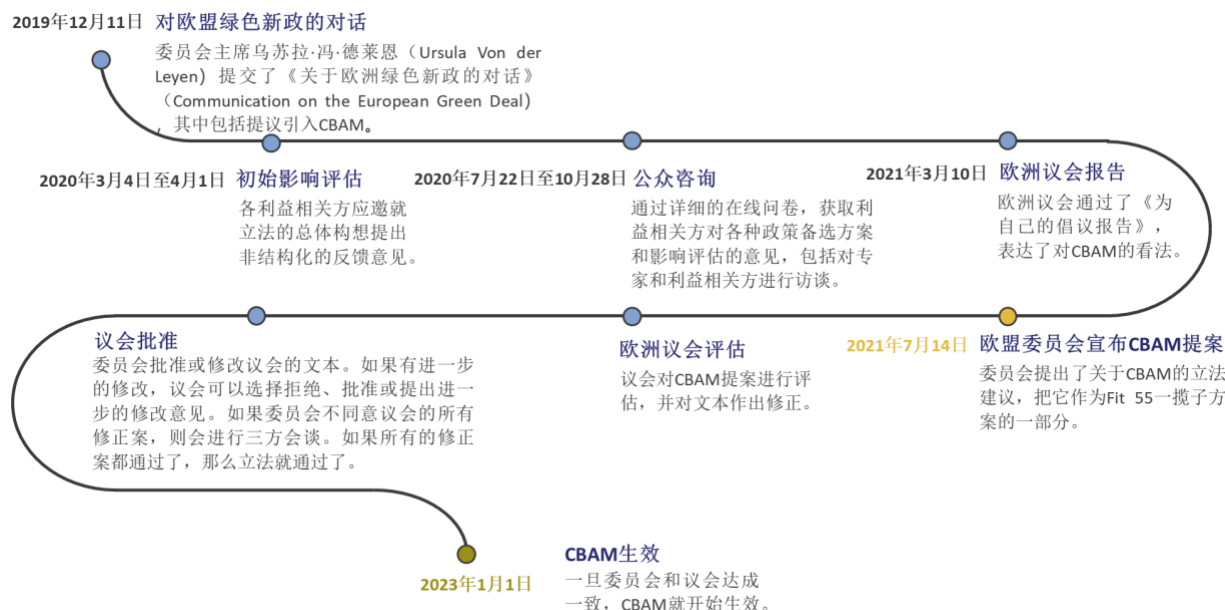 2019年12月11日 对欧盟绿色新政的对话
委员会主席乌苏拉·冯·德莱恩（Ursula Von der
Leyen）提交了《关于欧洲绿色新政的对话》
（Communication on the European Green Deal)
，其中包括提议引入CBAM。
2020年3月4日至4月1日 初始影响评估
各利益相关方应邀就
立法的总体构想提出
非结构化的反馈意见。
2020年7月22日至10月28日 公众咨询
通过详细的在线问卷，获取利
益相关方对各种政策备选方案
和影响评估的意见，包括对专
家和利益相关方进行访谈。
2021年3月10日 欧洲议会报告
欧洲议会通过了《为
自己的倡议报告》，
表达了对CBAM的看法。
2021年7月14日 欧盟委员会宣布CBAM提案
委员会提出了关于CBAM的立法
建议，把它作为Fit 55一揽子方
案的一部分。
欧洲议会评估
议会对CBAM提案进行评
估，并对文本作出修正。
议会批准
委员会批准或修改议会的文本。如果有进一步
的修改，议会可以选择拒绝、批准或提出进一
步的修改意见。如果委员会不同意议会的所有
修正案，则会进行三方会谈。如果所有的修正
案都通过了，那么立法就通过了。
2023年1月1日 CBAM生效
一旦委员会和议会达成
一致，CBAM就开始生效。